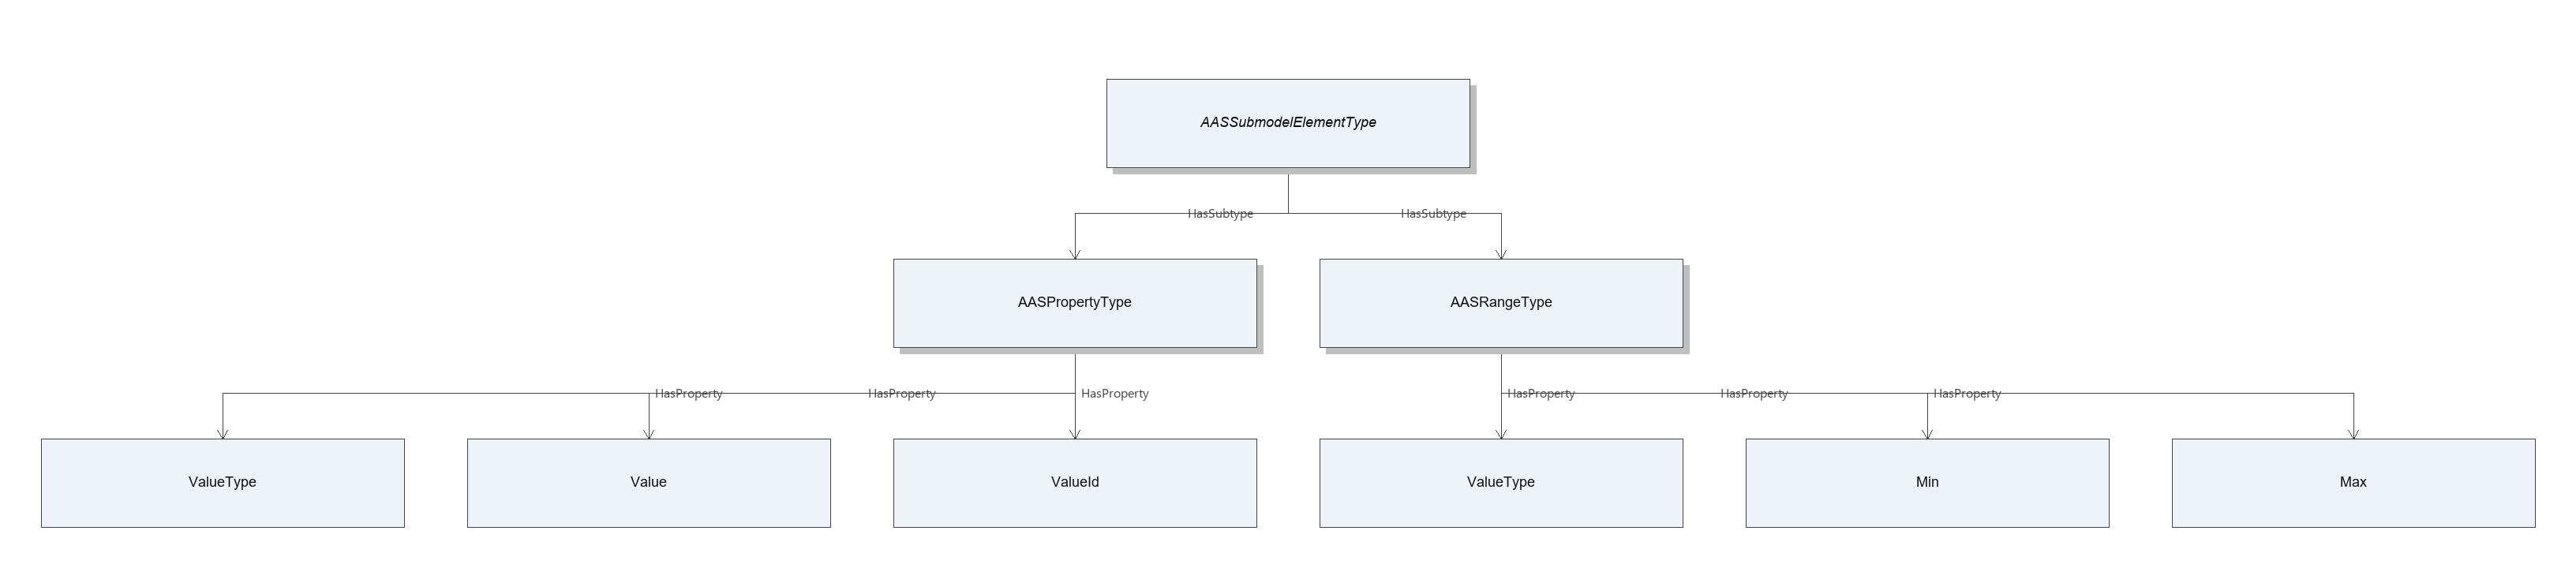 AASSubmodelElementType
HasSubtype HasSubtype
AASPropertyType AASRangeType
HasProperty HasProperty HasProperty HasProperty HasProperty HasProperty
ValueType Value ValueId ValueType Min Max